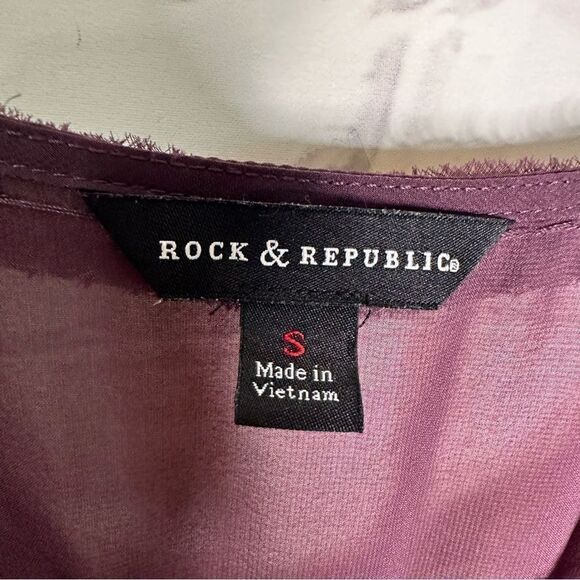 ROCK & REPUBLIC®
S
Made in
Vietnam